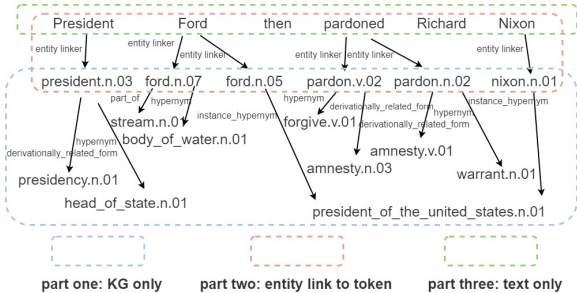 President Ford then pardoned Richard Nixon
entity linker entity linker entity linker entity linker entity linker entity linker
president.n.03 ford.n.07 ford.n.05 pardon.v.02 pardon.n.02 nixon.n.01
part_of hypernym hypernym derivationally_related_form instance_hypernym
stream.n.01 instance_hypernym forgive.v.01 derivationally_related_form
body_of_water.n.01
hypernym amnesty.v.01 hypernym
derivationally_related_form
amnesty.n.03 warrant.n.01
presidency.n.01
head_of_state.n.01
president_of_the_united_states.n.01
part one: KG only part two: entity link to token part three: text only